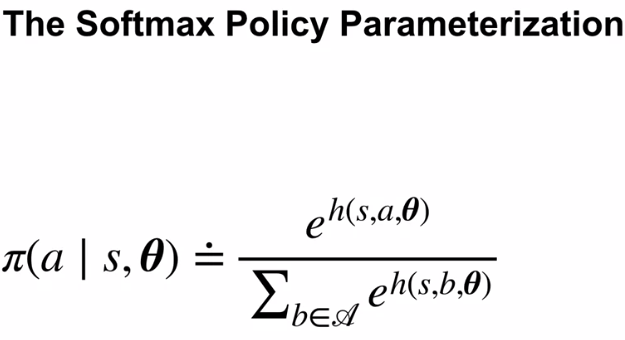 The Softmax Policy Parameterization
π(a | s, θ) ≐ e^{h(s,a,θ)} / ∑_{b∈𝒜} e^{h(s,b,θ)}